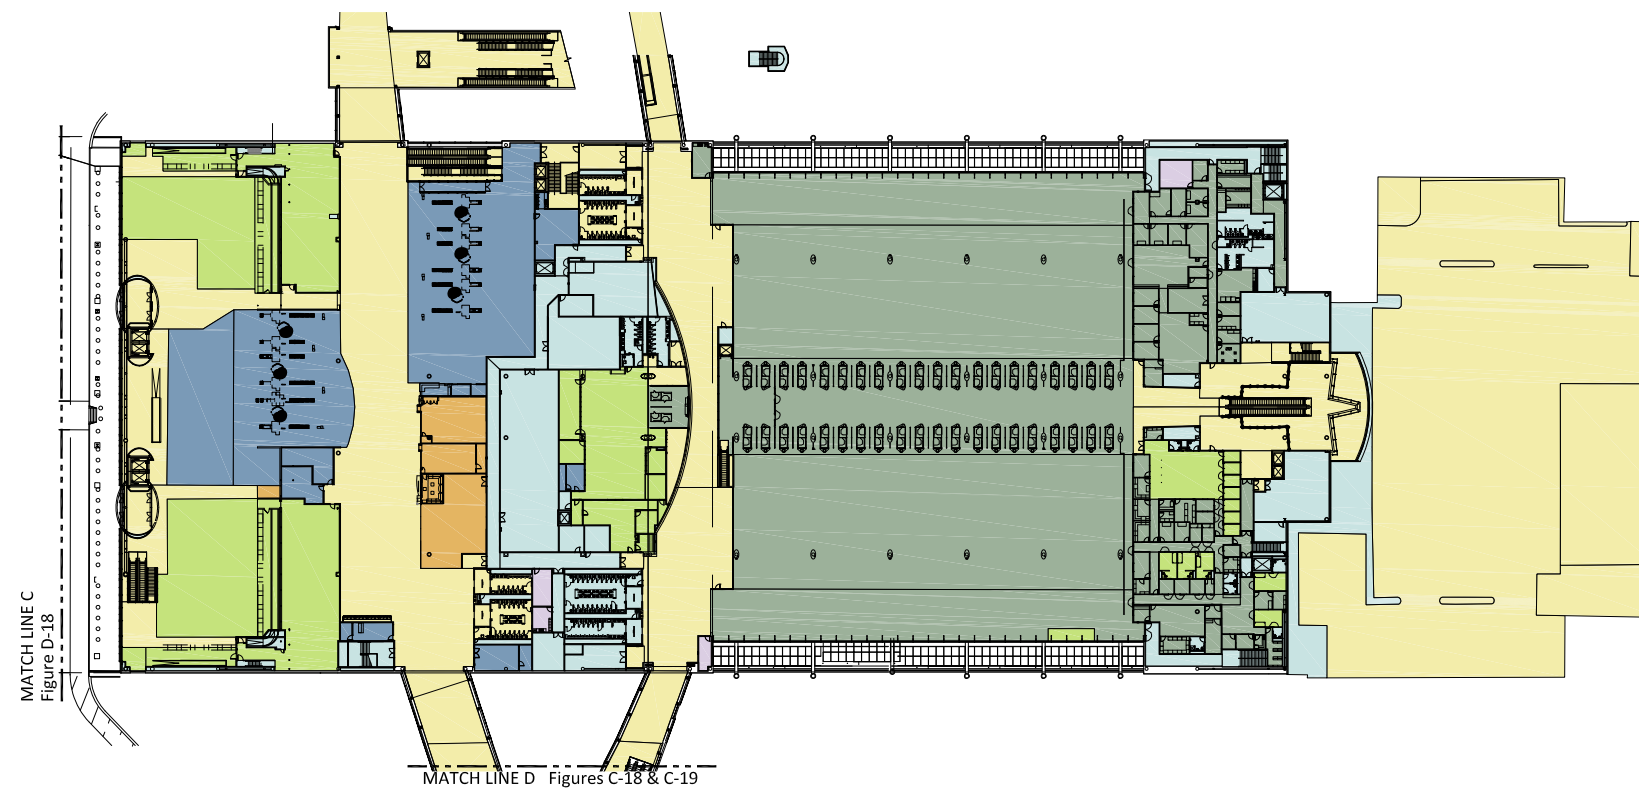 MATCH LINE C
Figure D-18
MATCH LINE D   Figures C-18 & C-19